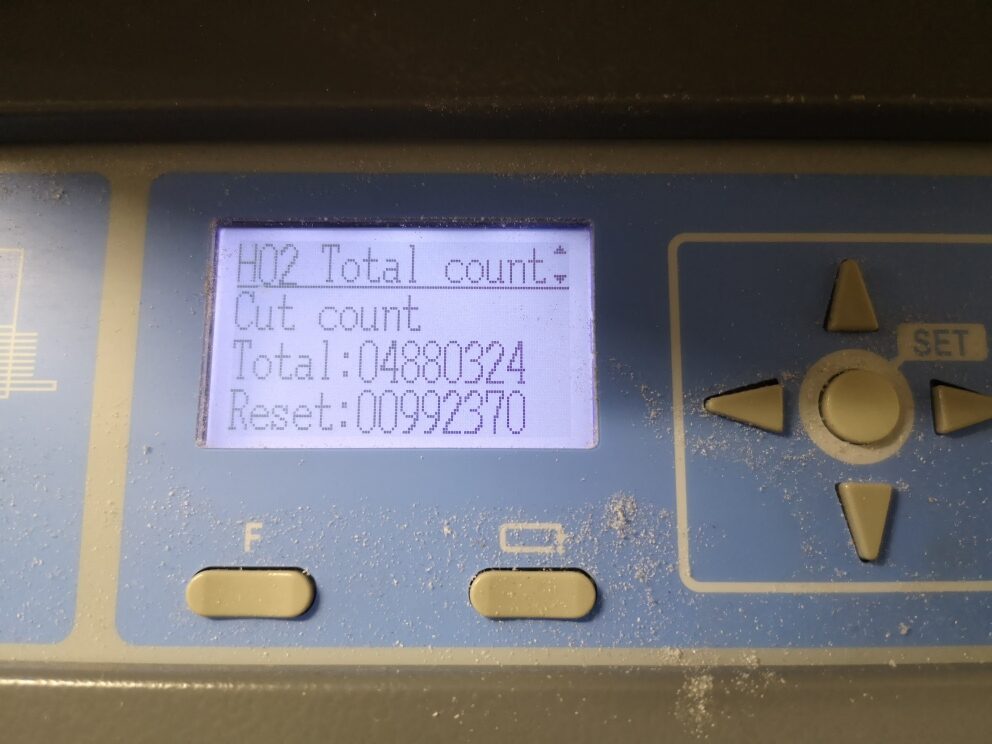 H02 Total count
Cut count
Total:04880324
Reset:00992370
SET
F